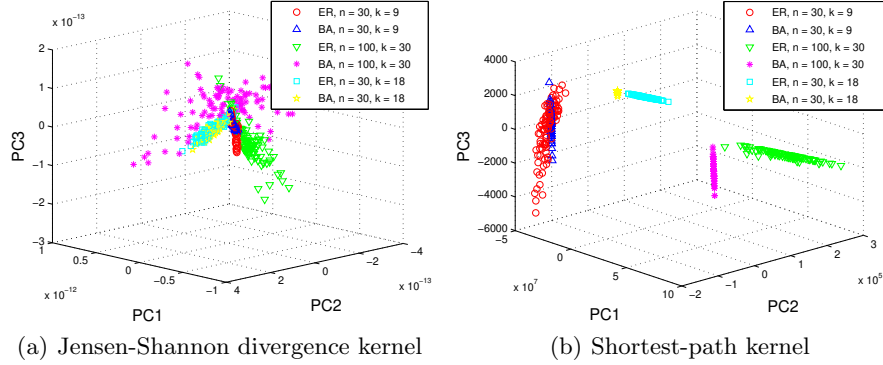 x 10⁻¹³
ER, n = 30, k = 9
BA, n = 30, k = 9
ER, n = 100, k = 30
BA, n = 100, k = 30
ER, n = 30, k = 18
BA, n = 30, k = 18
2
1
0
−1
−2
−3
PC3
1
0.5
0
−0.5
−1
x 10⁻¹²
PC1
4
2
0
−2
−4
x 10⁻¹³
PC2
(a) Jensen-Shannon divergence kernel
ER, n = 30, k = 9
BA, n = 30, k = 9
ER, n = 100, k = 30
BA, n = 100, k = 30
ER, n = 30, k = 18
BA, n = 30, k = 18
4000
2000
0
−2000
−4000
−6000
PC3
−5
0
5
10
x 10⁷
PC1
−2
−1
0
1
2
3
x 10⁵
PC2
(b) Shortest-path kernel